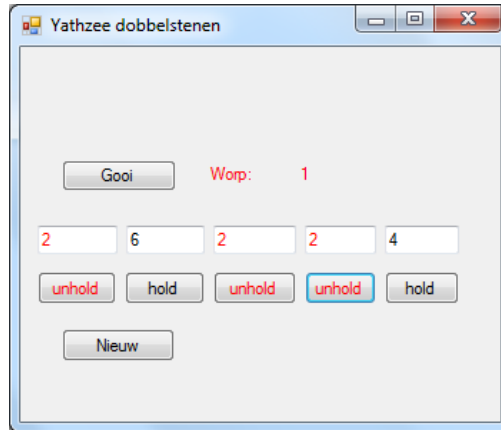 Yathzee dobbelstenen
Gooi Worp: 1
2 6 2 2 4
unhold hold unhold unhold hold
Nieuw